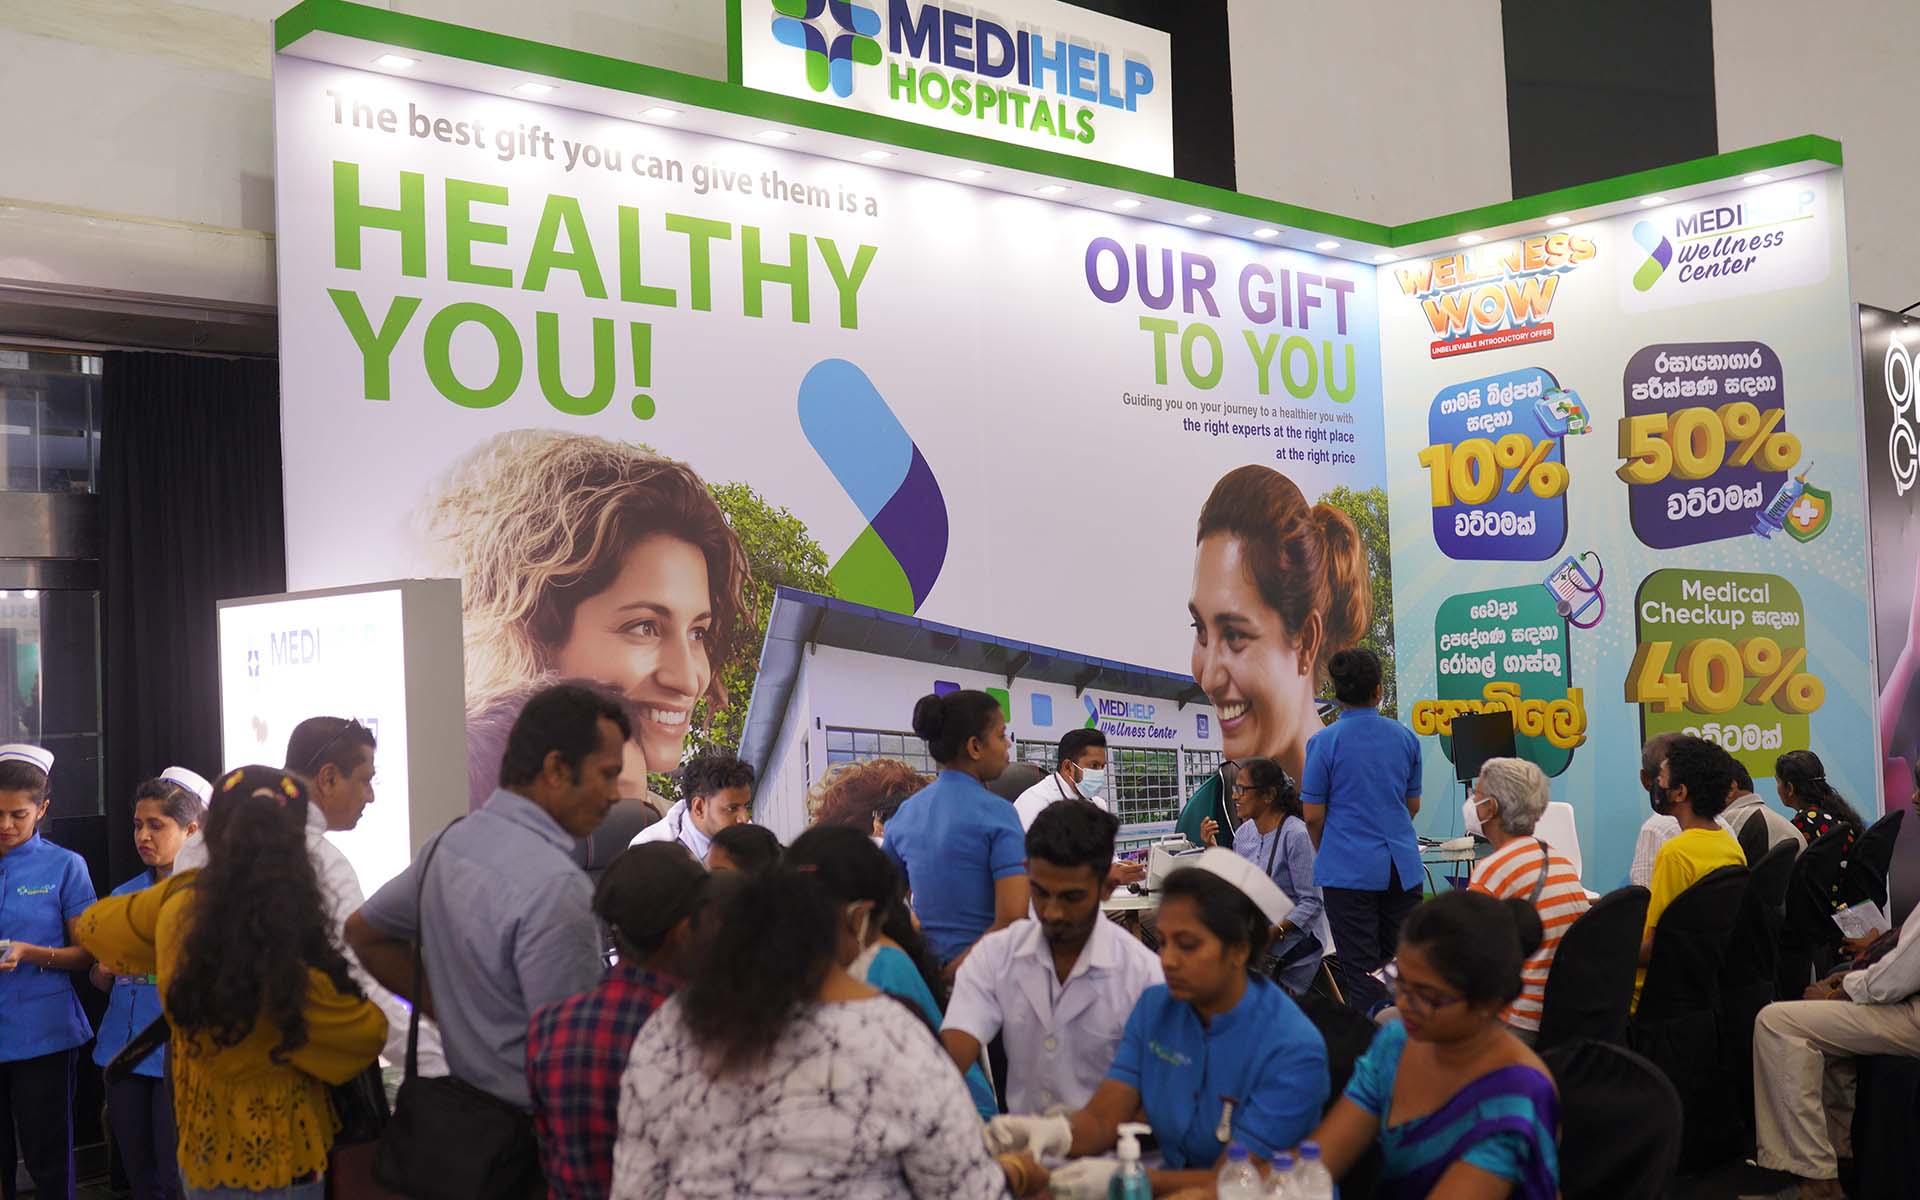 MEDIHELP
HOSPITALS
The best gift you can give them is a
HEALTHY
YOU!
OUR GIFT
TO YOU
Guiding you on your journey to a healthier you with
the right experts at the right place
at the right price
MEDIHELP
Wellness Center
WELLNESS
WOW
UNBELIEVABLE INTRODUCTORY OFFER
MEDIHELP
Wellness
Center
ෆාමසි බිල්පත්
සඳහා
10%
වට්ටමක්
රසායනාගාර
පරීක්ෂණ සඳහා
50%
වට්ටමක්
වෛද්‍ය
උපදේශණ සඳහා
රෝහල් ගාස්තු
නොමිලේ
Medical
Checkup සඳහා
40%
වට්ටමක්
MEDIHELP